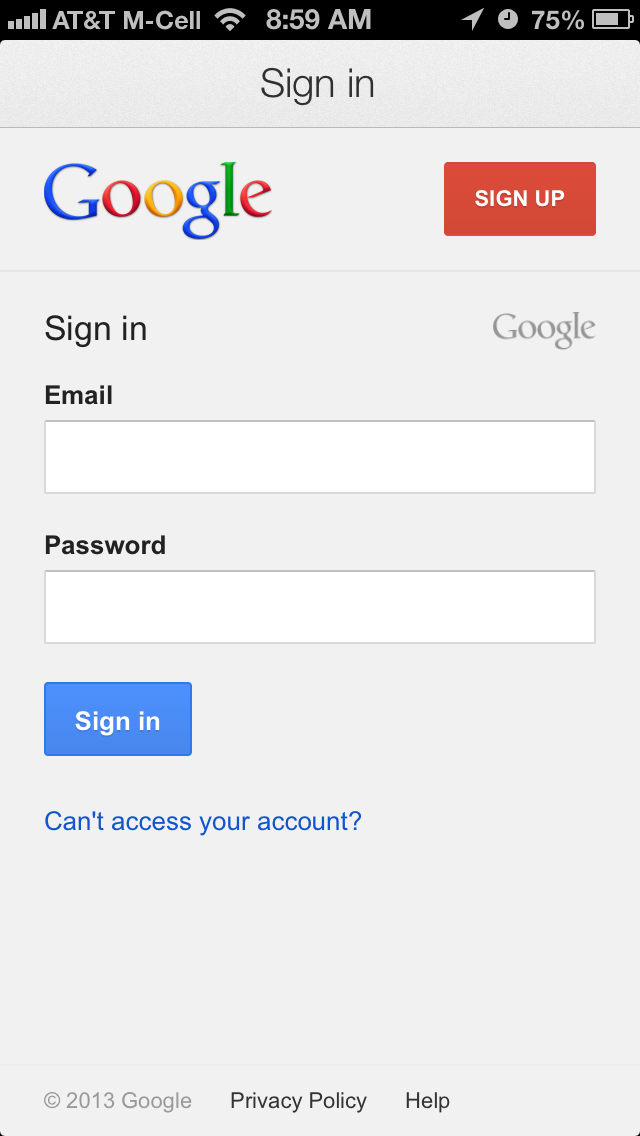 AT&T M-Cell 8:59 AM 75%
Sign in
Google SIGN UP
Sign in Google
Email
Password
Sign in
Can't access your account?
© 2013 Google Privacy Policy Help